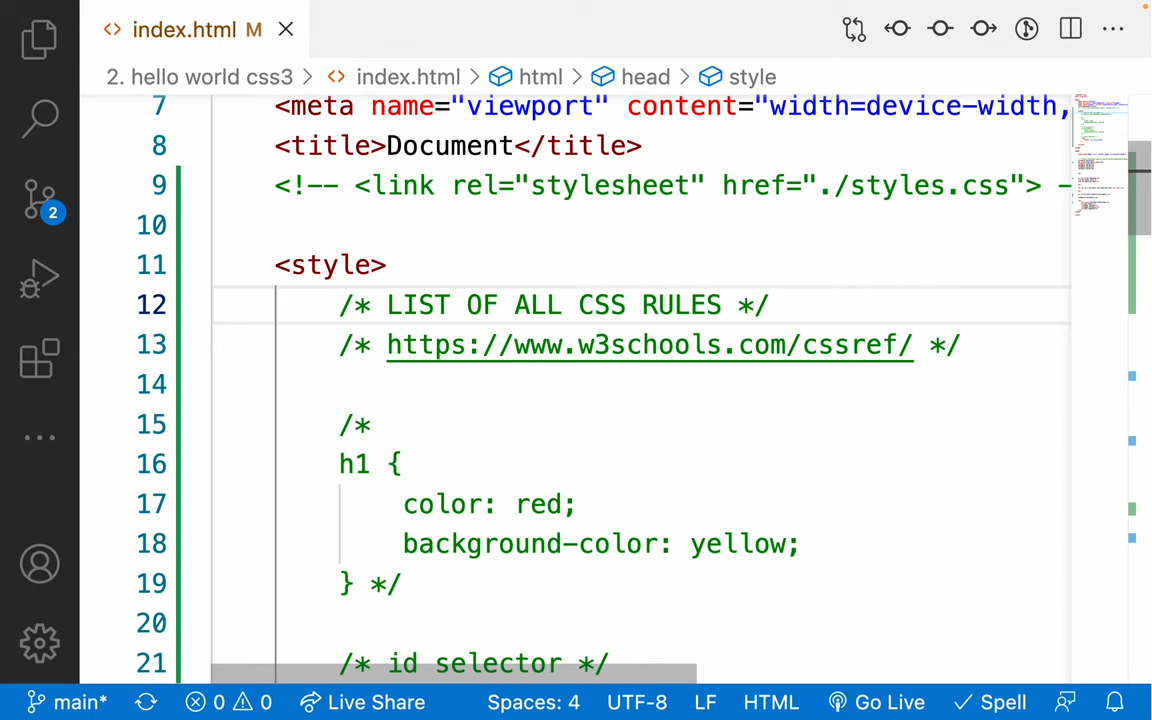 <> index.html M ×
2. hello world css3 > <> index.html > html > head > style
7 <meta name="viewport" content="width=device-width,
8 <title>Document</title>
9 <!-- <link rel="stylesheet" href="./styles.css"> -
10
11 <style>
12 /* LIST OF ALL CSS RULES */
13 /* https://www.w3schools.com/cssref/ */
14
15 /*
16 h1 {
17 color: red;
18 background-color: yellow;
19 } */
20
21 /* id selector */
2
main* 0 0 Live Share Spaces: 4 UTF-8 LF HTML Go Live Spell